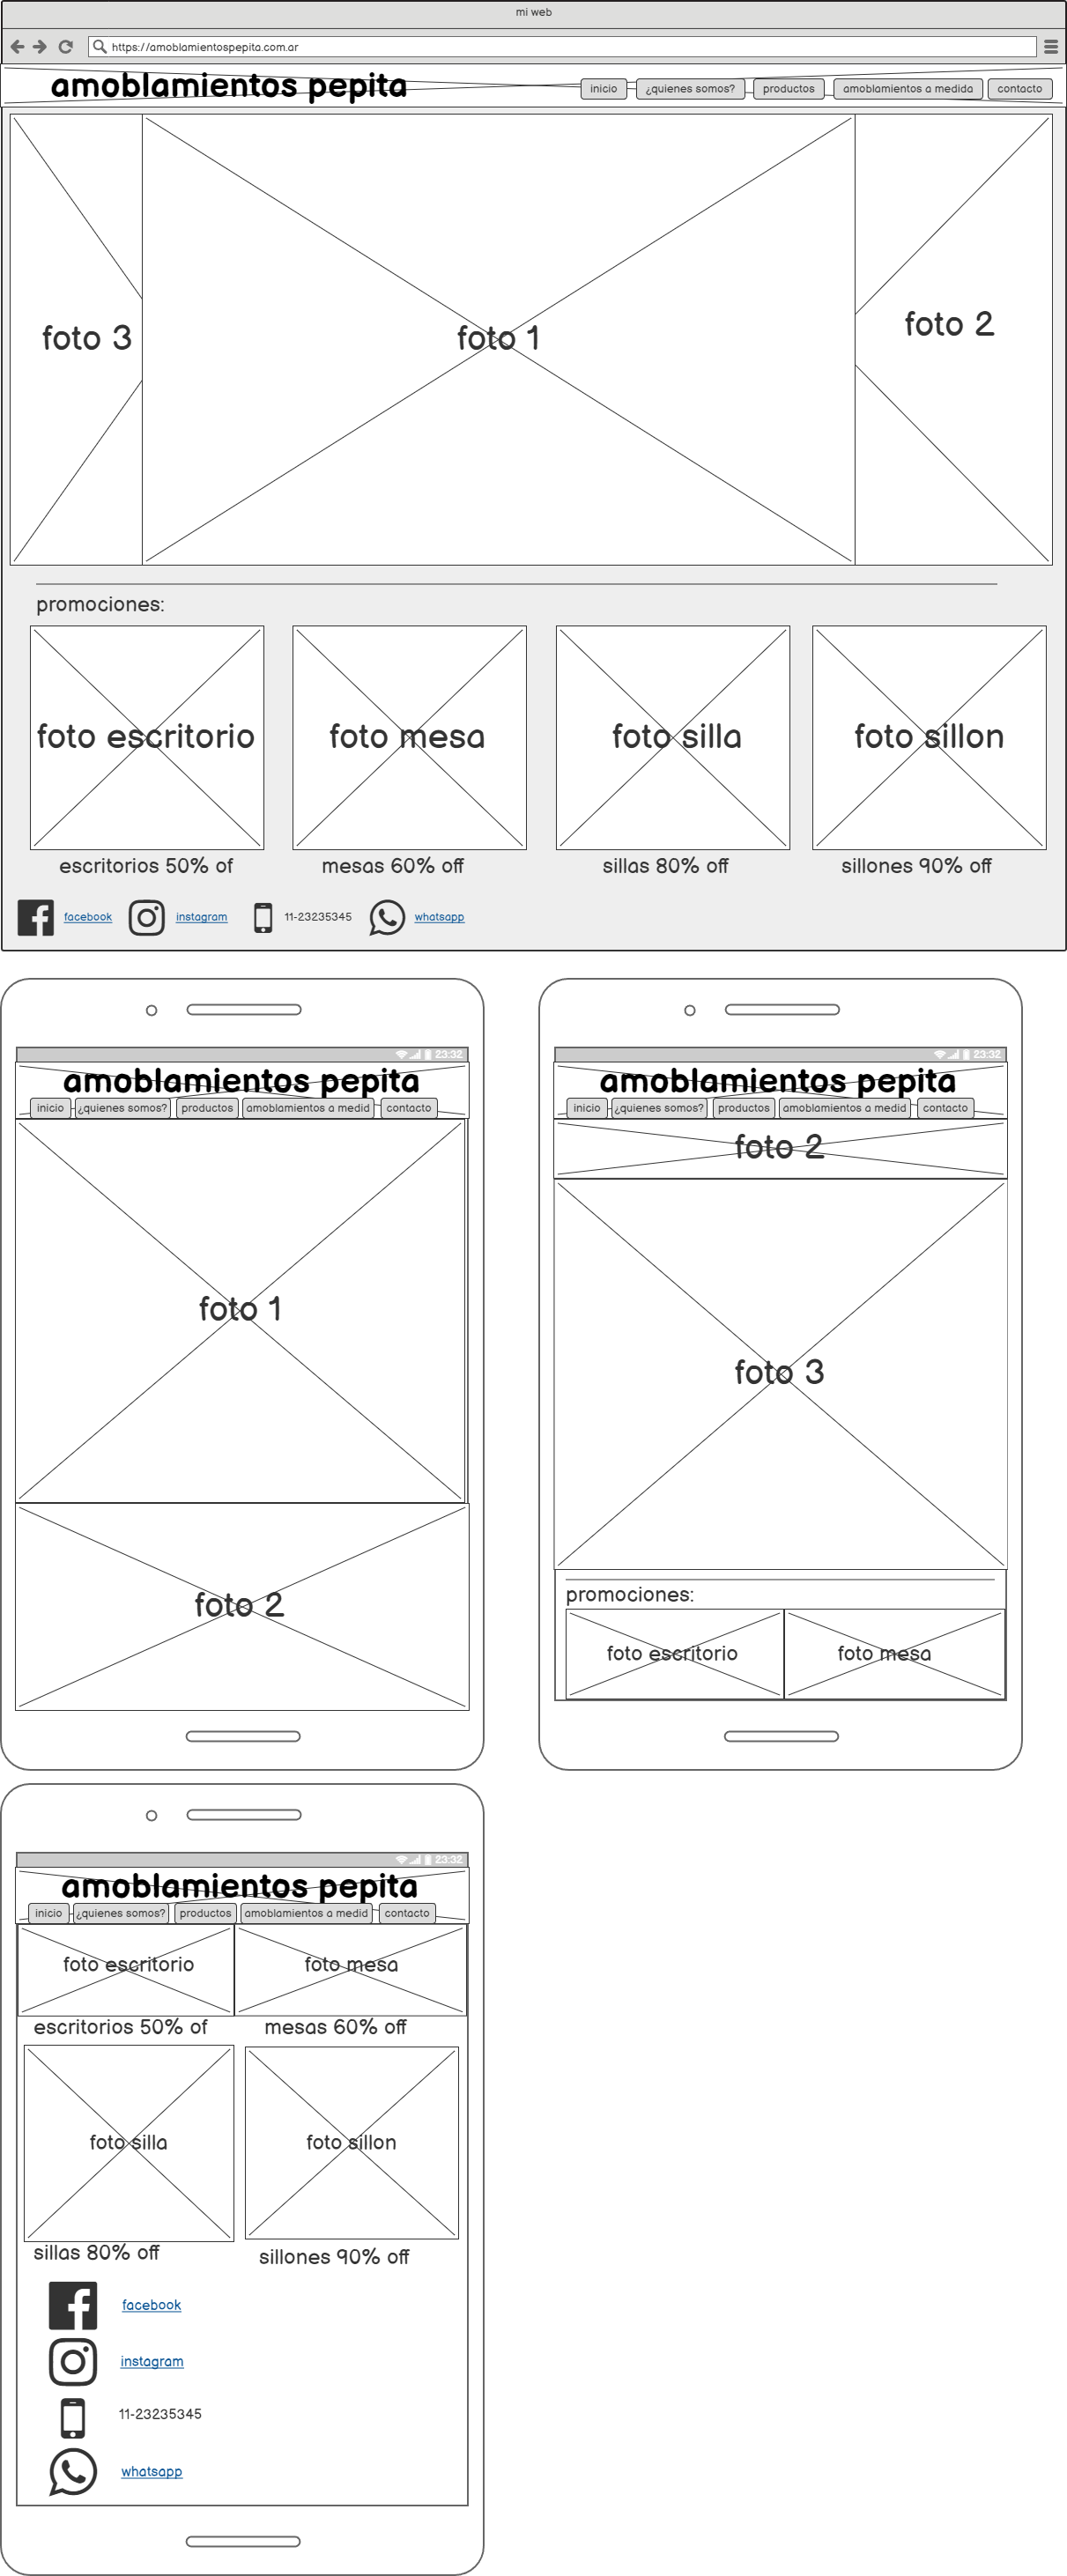 mi web
https://amoblamientospepita.com.ar
amoblamientos pepita
inicio ¿quienes somos? productos amoblamientos a medida contacto
foto 3 foto 1 foto 2
promociones:
foto escritorio foto mesa foto silla foto sillon
escritorios 50% of mesas 60% off sillas 80% off sillones 90% off
facebook instagram 11-23235345 whatsapp
23:32
amoblamientos pepita
inicio ¿quienes somos? productos amoblamientos a medid contacto
foto 1
foto 2
23:32
amoblamientos pepita
inicio ¿quienes somos? productos amoblamientos a medid contacto
foto 2
foto 3
promociones:
foto escritorio foto mesa
23:32
amoblamientos pepita
inicio ¿quienes somos? productos amoblamientos a medid contacto
foto escritorio foto mesa
escritorios 50% of mesas 60% off
foto silla foto sillon
sillas 80% off sillones 90% off
facebook
instagram
11-23235345
whatsapp